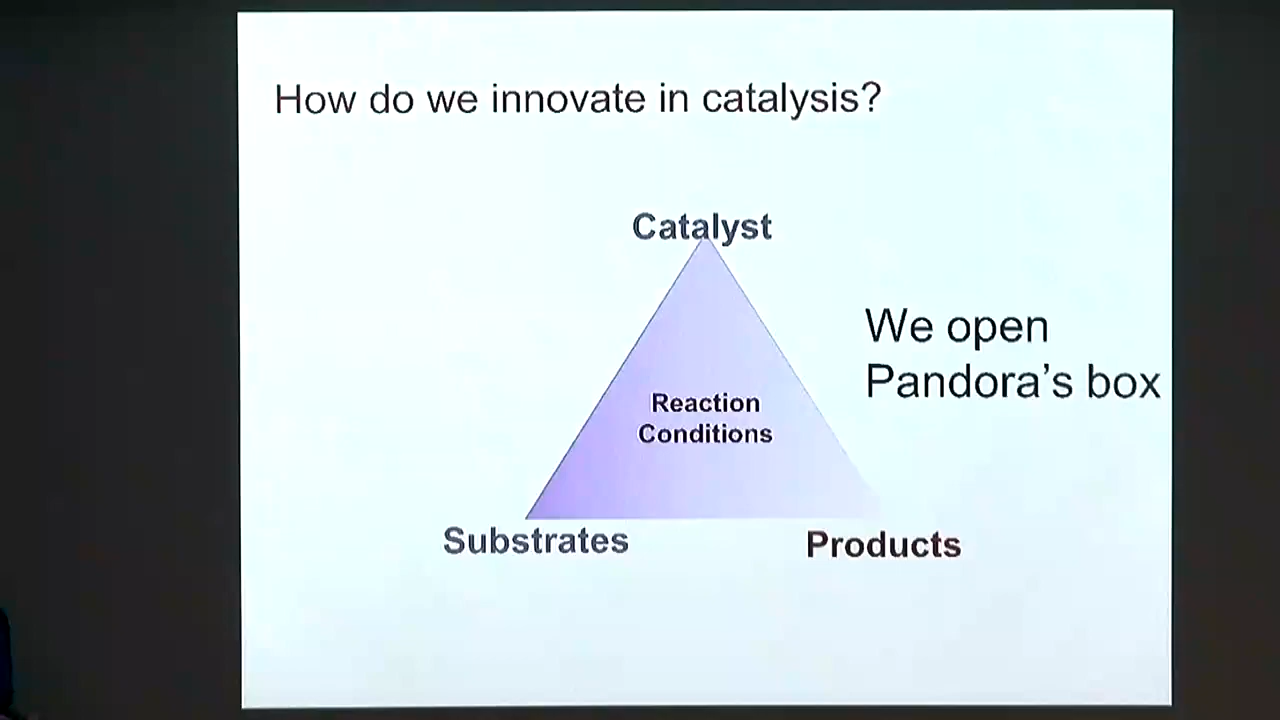 How do we innovate in catalysis?
Catalyst
We open
Pandora’s box
Reaction
Conditions
Substrates
Products